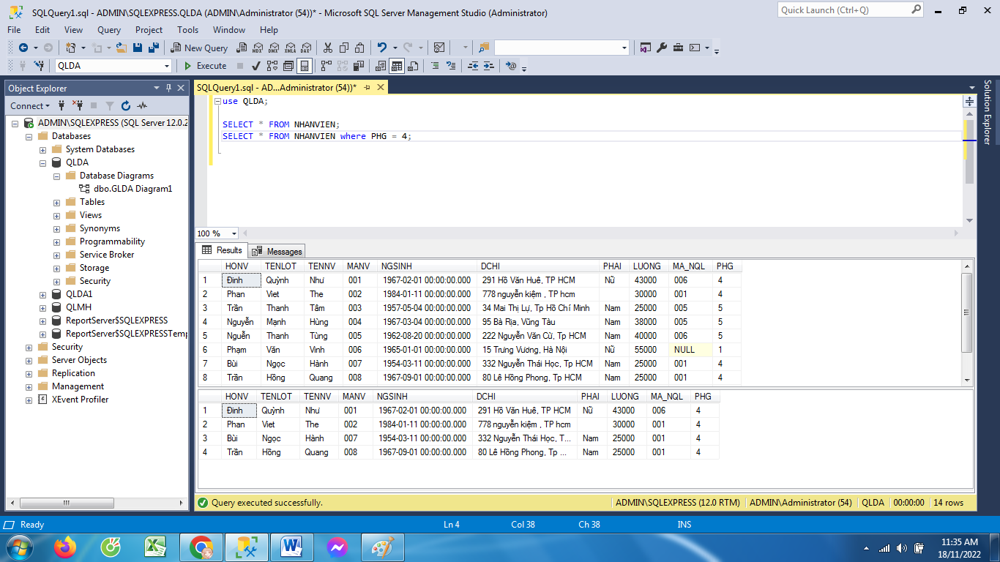 SQLQuery1.sql - ADMIN\SQLEXPRESS.QLDA (ADMIN\Administrator (54))* - Microsoft SQL Server Management Studio (Administrator)
Quick Launch (Ctrl+Q)
File Edit View Query Project Tools Window Help
New Query MDX DMX XMLA DAX
QLDA Execute
Object Explorer
Connect
ADMIN\SQLEXPRESS (SQL Server 12.0.2
Databases
System Databases
QLDA
Database Diagrams
dbo.GLDA Diagram1
Tables
Views
Synonyms
Programmability
Service Broker
Storage
Security
QLDA1
QLMH
ReportServer$SQLEXPRESS
ReportServer$SQLEXPRESSTemp
Security
Server Objects
Replication
Management
XEvent Profiler
SQLQuery1.sql - AD...Administrator (54))*
use QLDA;
SELECT * FROM NHANVIEN;
SELECT * FROM NHANVIEN where PHG = 4;
Solution Explorer
100 %
Results Messages
HONV TENLOT TENNV MANV NGSINH DCHI PHAI LUONG MA_NQL PHG
1 Đinh Quỳnh Như 001 1967-02-01 00:00:00.000 291 Hồ Văn Huê, TP HCM Nữ 43000 006 4
2 Phan Viet The 002 1984-01-11 00:00:00.000 778 nguyễn kiệm , TP hcm 30000 001 4
3 Trần Thanh Tâm 003 1957-05-04 00:00:00.000 34 Mai Thị Lự, Tp Hồ Chí Minh Nam 25000 005 5
4 Nguyễn Mạnh Hùng 004 1967-03-04 00:00:00.000 95 Bà Rịa, Vũng Tàu Nam 38000 005 5
5 Nguễn Thanh Tùng 005 1962-08-20 00:00:00.000 222 Nguyễn Văn Cừ, Tp HCM Nam 40000 006 5
6 Phạm Văn Vinh 006 1965-01-01 00:00:00.000 15 Trưng Vương, Hà Nội Nữ 55000 NULL 1
7 Bùi Ngọc Hành 007 1954-03-11 00:00:00.000 332 Nguyễn Thái Học, Tp HCM Nam 25000 001 4
8 Trần Hồng Quang 008 1967-09-01 00:00:00.000 80 Lê Hồng Phong, Tp HCM Nam 25000 001 4
HONV TENLOT TENNV MANV NGSINH DCHI PHAI LUONG MA_NQL PHG
1 Đinh Quỳnh Như 001 1967-02-01 00:00:00.000 291 Hồ Văn Huê, TP HCM Nữ 43000 006 4
2 Phan Viet The 002 1984-01-11 00:00:00.000 778 nguyễn kiệm , TP hcm 30000 001 4
3 Bùi Ngọc Hành 007 1954-03-11 00:00:00.000 332 Nguyễn Thái Học, T... Nam 25000 001 4
4 Trần Hồng Quang 008 1967-09-01 00:00:00.000 80 Lê Hồng Phong, Tp ... Nam 25000 001 4
Query executed successfully. ADMIN\SQLEXPRESS (12.0 RTM) ADMIN\Administrator (54) QLDA 00:00:00 14 rows
Ready Ln 4 Col 38 Ch 38 INS
11:35 AM
18/11/2022